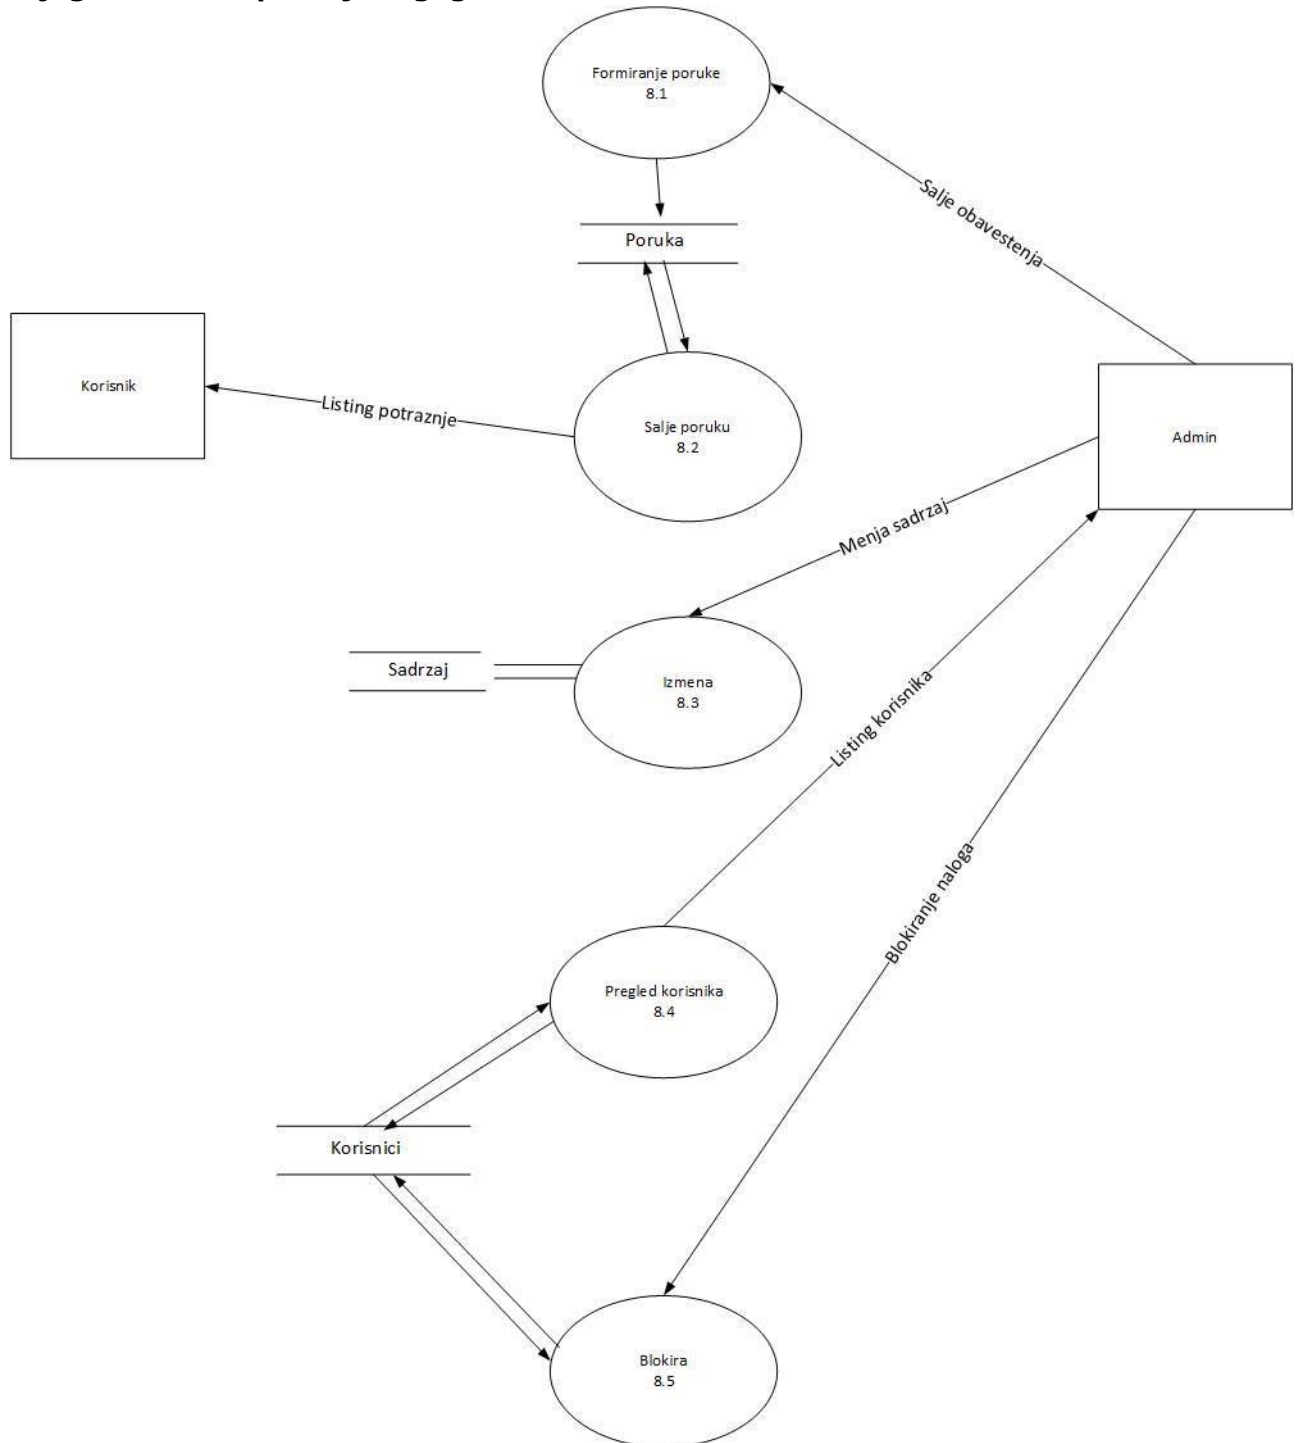 Formiranje poruke
8.1
Salje obavestenja
Poruka
Korisnik
Listing potraznje
Salje poruku
8.2
Admin
Menja sadrzaj
Sadrzaj
Izmena
8.3
Listing korisnika
Blokiranje naloga
Pregled korisnika
8.4
Korisnici
Blokira
8.5